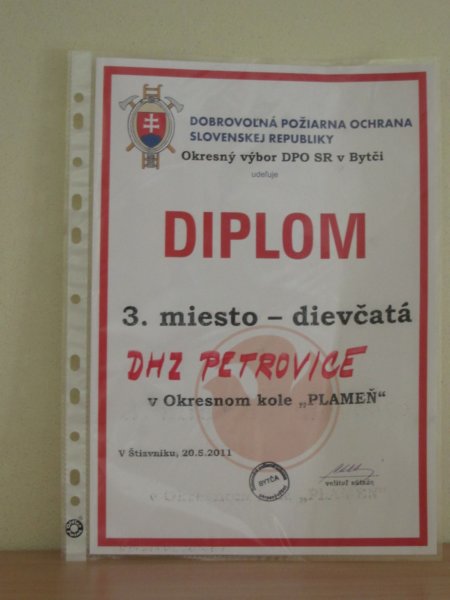 DOBROVOĽNÁ POŽIARNA OCHRANA
SLOVENSKEJ REPUBLIKY
Okresný výbor DPO SR v Bytči
udeľuje
DIPLOM
3. miesto – dievčatá
DHZ PETROVICE
v Okresnom kole „PLAMEŇ“
V Štiavniku, 20.5.2011
BYTČA
veliteľ súťaže